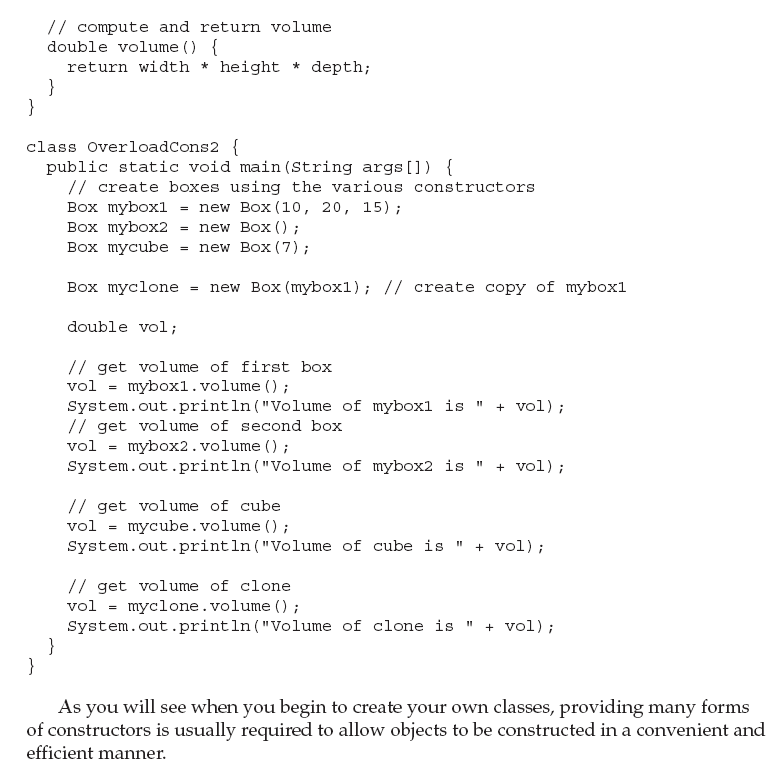 // compute and return volume
double volume() {
return width * height * depth;
}
}
class OverloadCons2 {
public static void main(String args[]) {
// create boxes using the various constructors
Box mybox1 = new Box(10, 20, 15);
Box mybox2 = new Box();
Box mycube = new Box(7);
Box myclone = new Box(mybox1); // create copy of mybox1
double vol;
// get volume of first box
vol = mybox1.volume();
System.out.println("Volume of mybox1 is " + vol);
// get volume of second box
vol = mybox2.volume();
System.out.println("Volume of mybox2 is " + vol);
// get volume of cube
vol = mycube.volume();
System.out.println("Volume of cube is " + vol);
// get volume of clone
vol = myclone.volume();
System.out.println("Volume of clone is " + vol);
}
}
As you will see when you begin to create your own classes, providing many forms
of constructors is usually required to allow objects to be constructed in a convenient and
efficient manner.